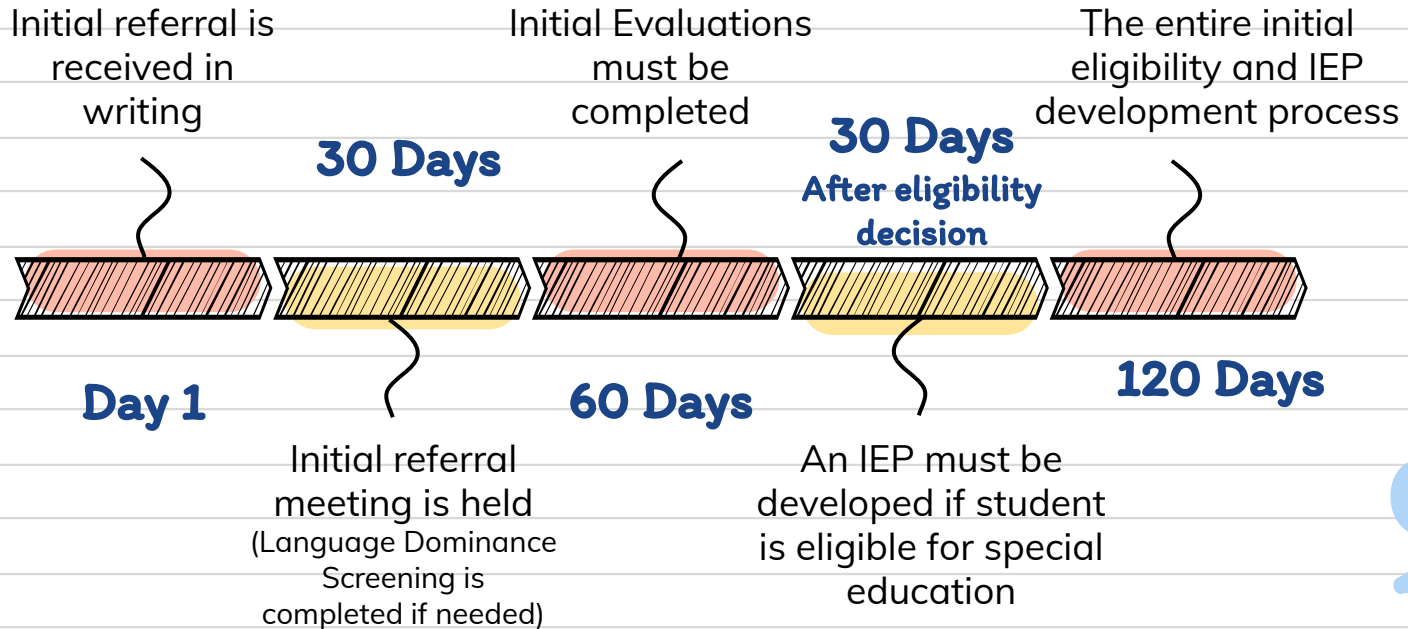 Initial referral is
received in
writing
Day 1
30 Days
Initial referral
meeting is held
(Language Dominance
Screening is
completed if needed)
Initial Evaluations
must be
completed
60 Days
30 Days
After eligibility
decision
An IEP must be
developed if student
is eligible for special
education
The entire initial
eligibility and IEP
development process
120 Days